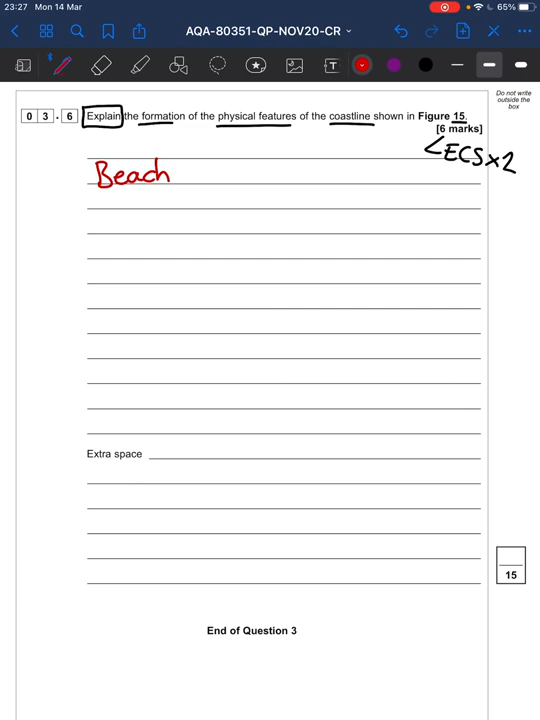 23:27 Mon 14 Mar
65%
AQA-80351-QP-NOV20-CR
T
Do not write
outside the
box
0 3 . 6 Explain the formation of the physical features of the coastline shown in Figure 15.
[6 marks]
<ECS×2
Beach
Extra space
15
End of Question 3